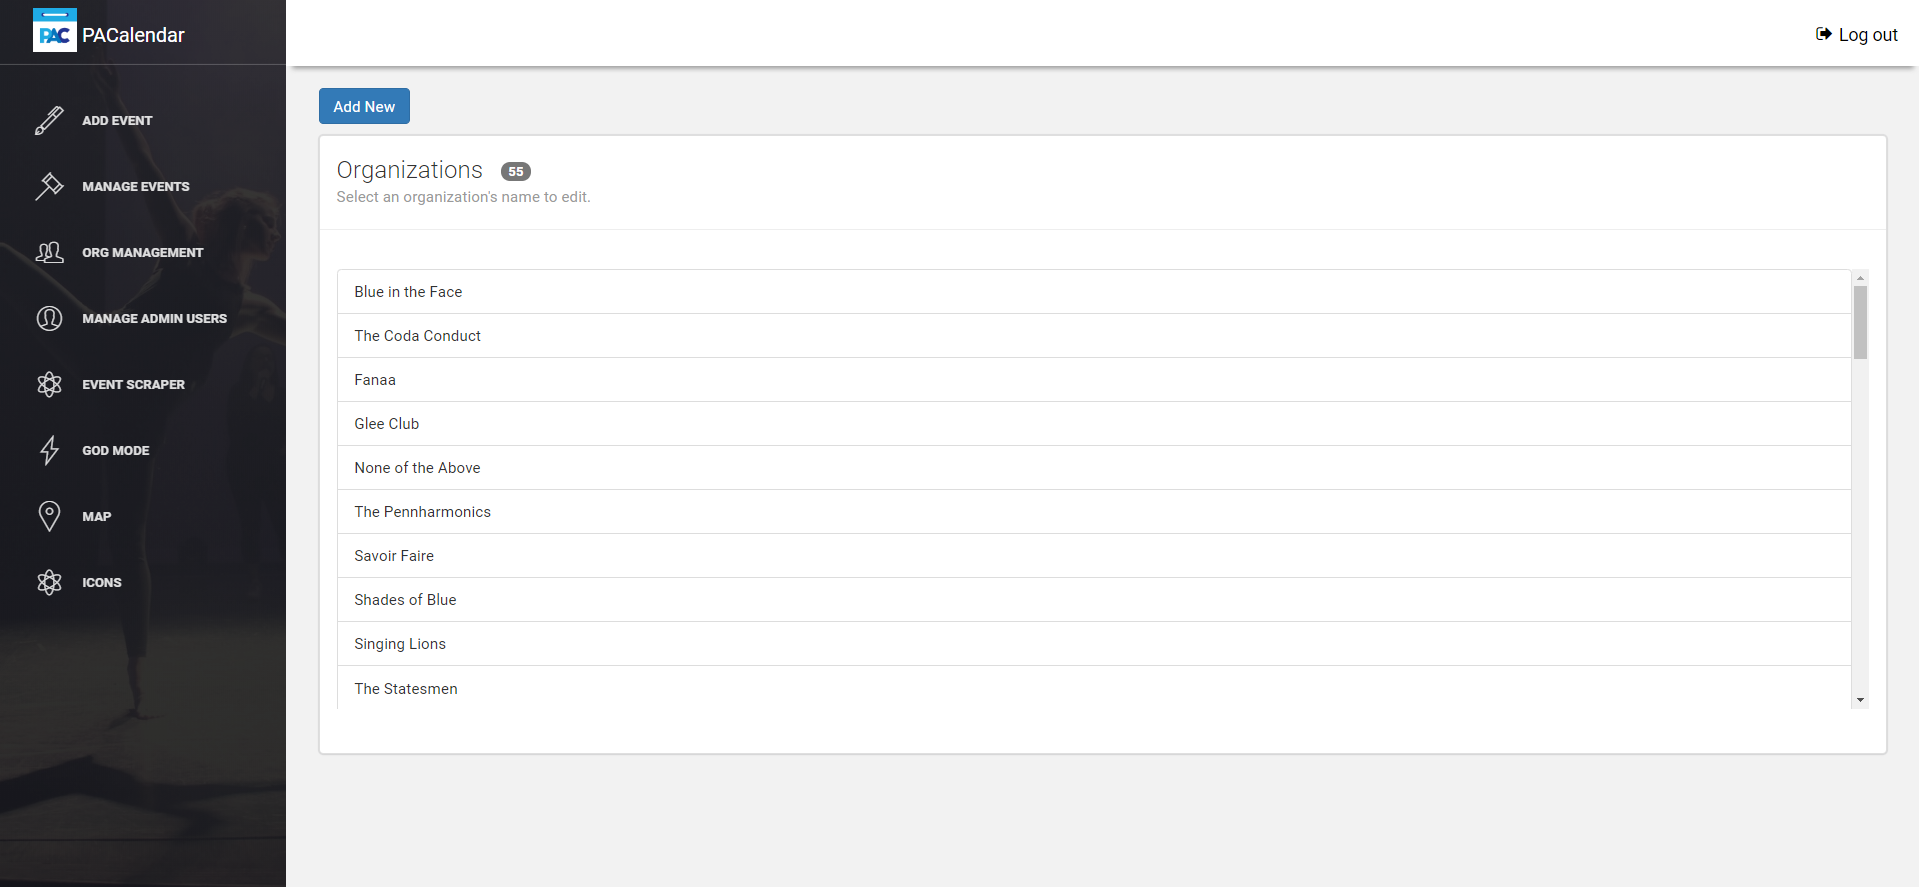 PAC PACalendar
Log out
ADD EVENT
MANAGE EVENTS
ORG MANAGEMENT
MANAGE ADMIN USERS
EVENT SCRAPER
GOD MODE
MAP
ICONS
Add New
Organizations 55
Select an organization's name to edit.
Blue in the Face
The Coda Conduct
Fanaa
Glee Club
None of the Above
The Pennharmonics
Savoir Faire
Shades of Blue
Singing Lions
The Statesmen